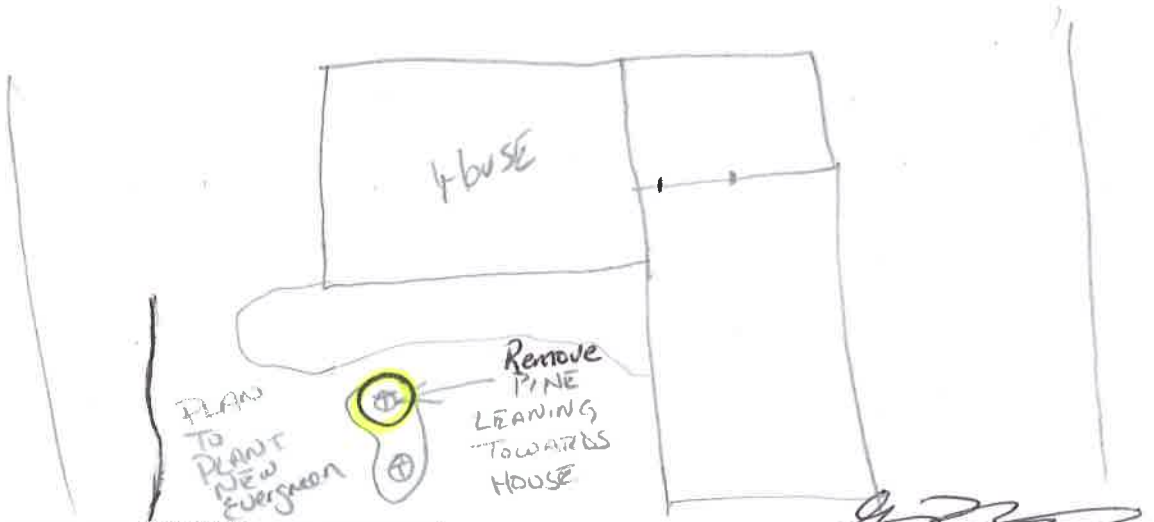 House
Remove
PINE
LEANING
TOWARDS
HOUSE
PLAN
TO
PLANT
NEW
Evergreen